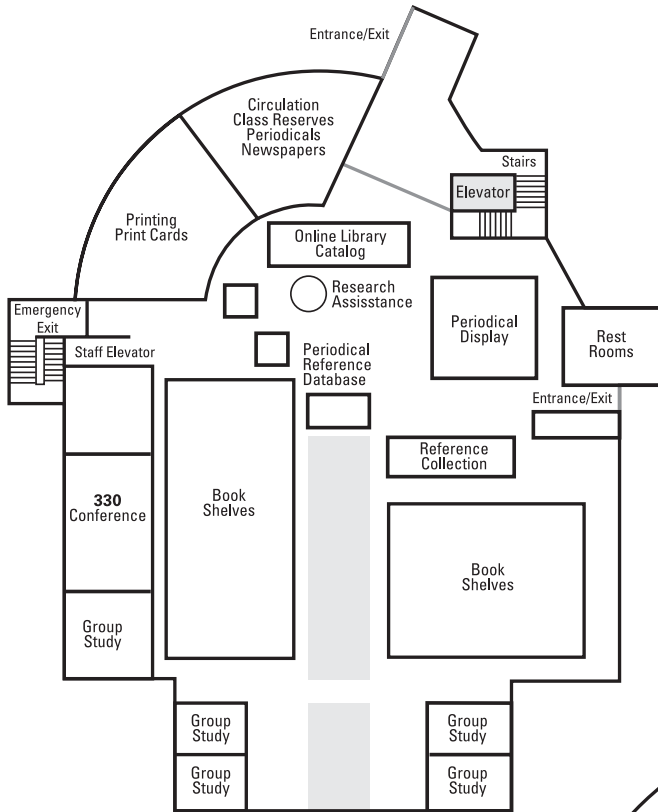 Entrance/Exit
Circulation
Class Reserves
Periodicals
Newspapers
Stairs
Elevator
Printing
Print Cards
Online Library
Catalog
Research
Assisstance
Emergency
Exit
Periodical
Display
Rest
Rooms
Staff Elevator
Periodical
Reference
Database
Entrance/Exit
Reference
Collection
330
Conference
Book
Shelves
Book
Shelves
Group
Study
Group
Study
Group
Study
Group
Study
Group
Study